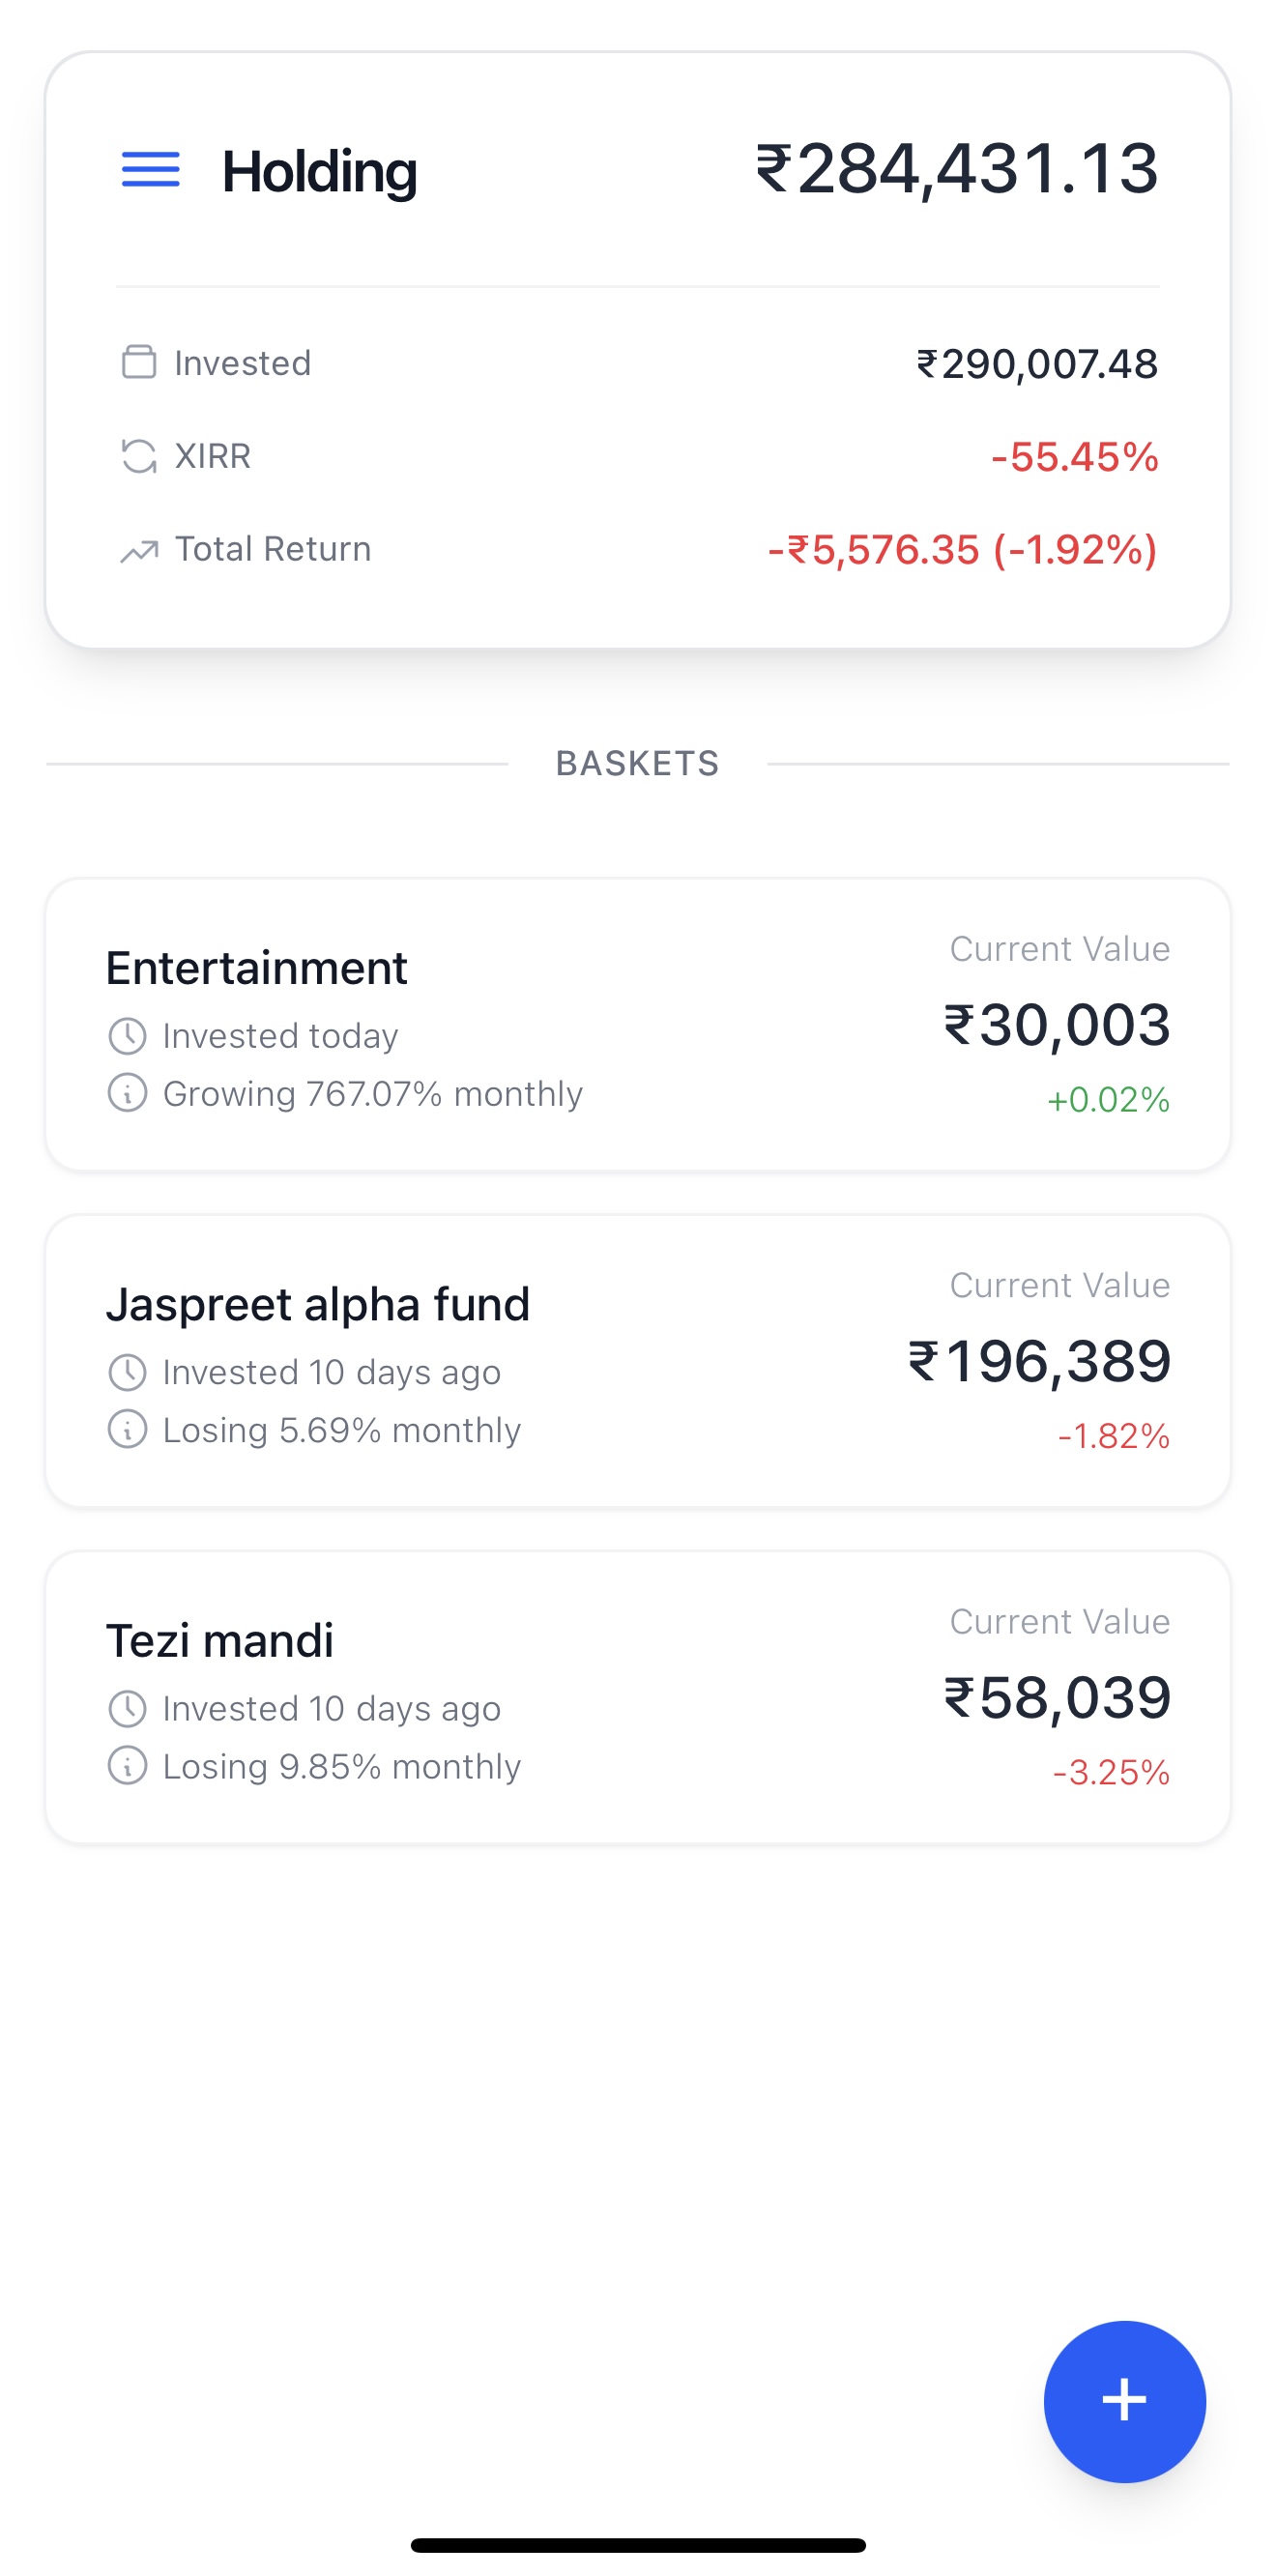 Holding ₹284,431.13
Invested ₹290,007.48
XIRR -55.45%
Total Return -₹5,576.35 (-1.92%)
BASKETS
Entertainment
Invested today
Growing 767.07% monthly
Current Value
₹30,003
+0.02%
Jaspreet alpha fund
Invested 10 days ago
Losing 5.69% monthly
Current Value
₹196,389
-1.82%
Tezi mandi
Invested 10 days ago
Losing 9.85% monthly
Current Value
₹58,039
-3.25%
+